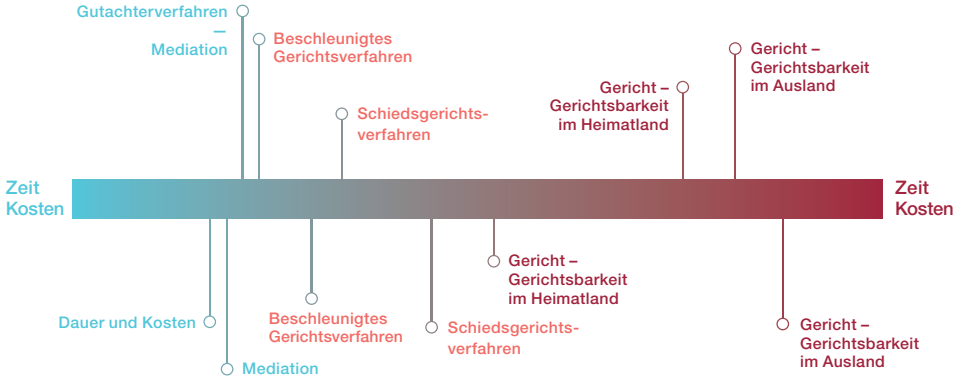 Gutachterverfahren
—
Mediation
Beschleunigtes
Gerichtsverfahren
Schiedsgerichts-
verfahren
Gericht –
Gerichtsbarkeit
im Heimatland
Gericht –
Gerichtsbarkeit
im Ausland
Zeit
Kosten
Zeit
Kosten
Dauer und Kosten
Mediation
Beschleunigtes
Gerichtsverfahren
Schiedsgerichts-
verfahren
Gericht –
Gerichtsbarkeit
im Heimatland
Gericht –
Gerichtsbarkeit
im Ausland